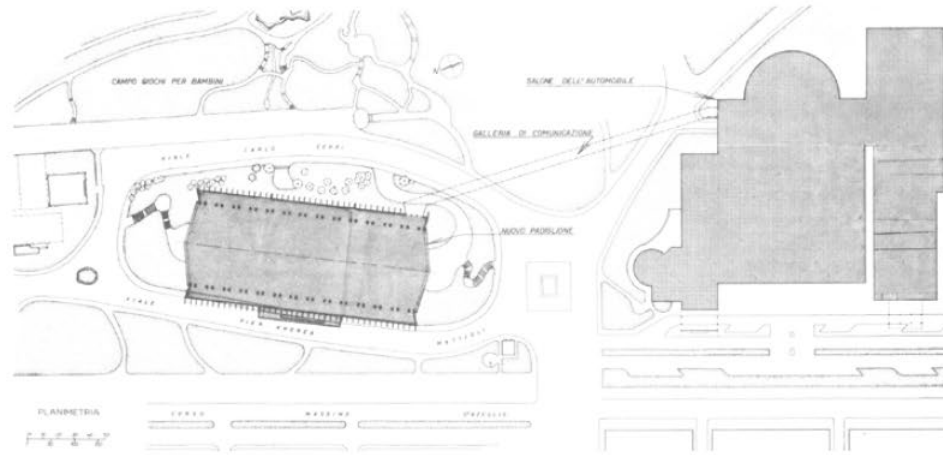 CAMPO GIOCHI PER BAMBINI
N
SALONE DELL' AUTOMOBILE
GALLERIA DI COMUNICAZIONE
VIALE CARLO CERAL
NUOVO PADIGLIONE
VIALE PIER ANDREA MATTIOLI
PLANIMETRIA
CORSO MASSIMO D'AZEGLIO